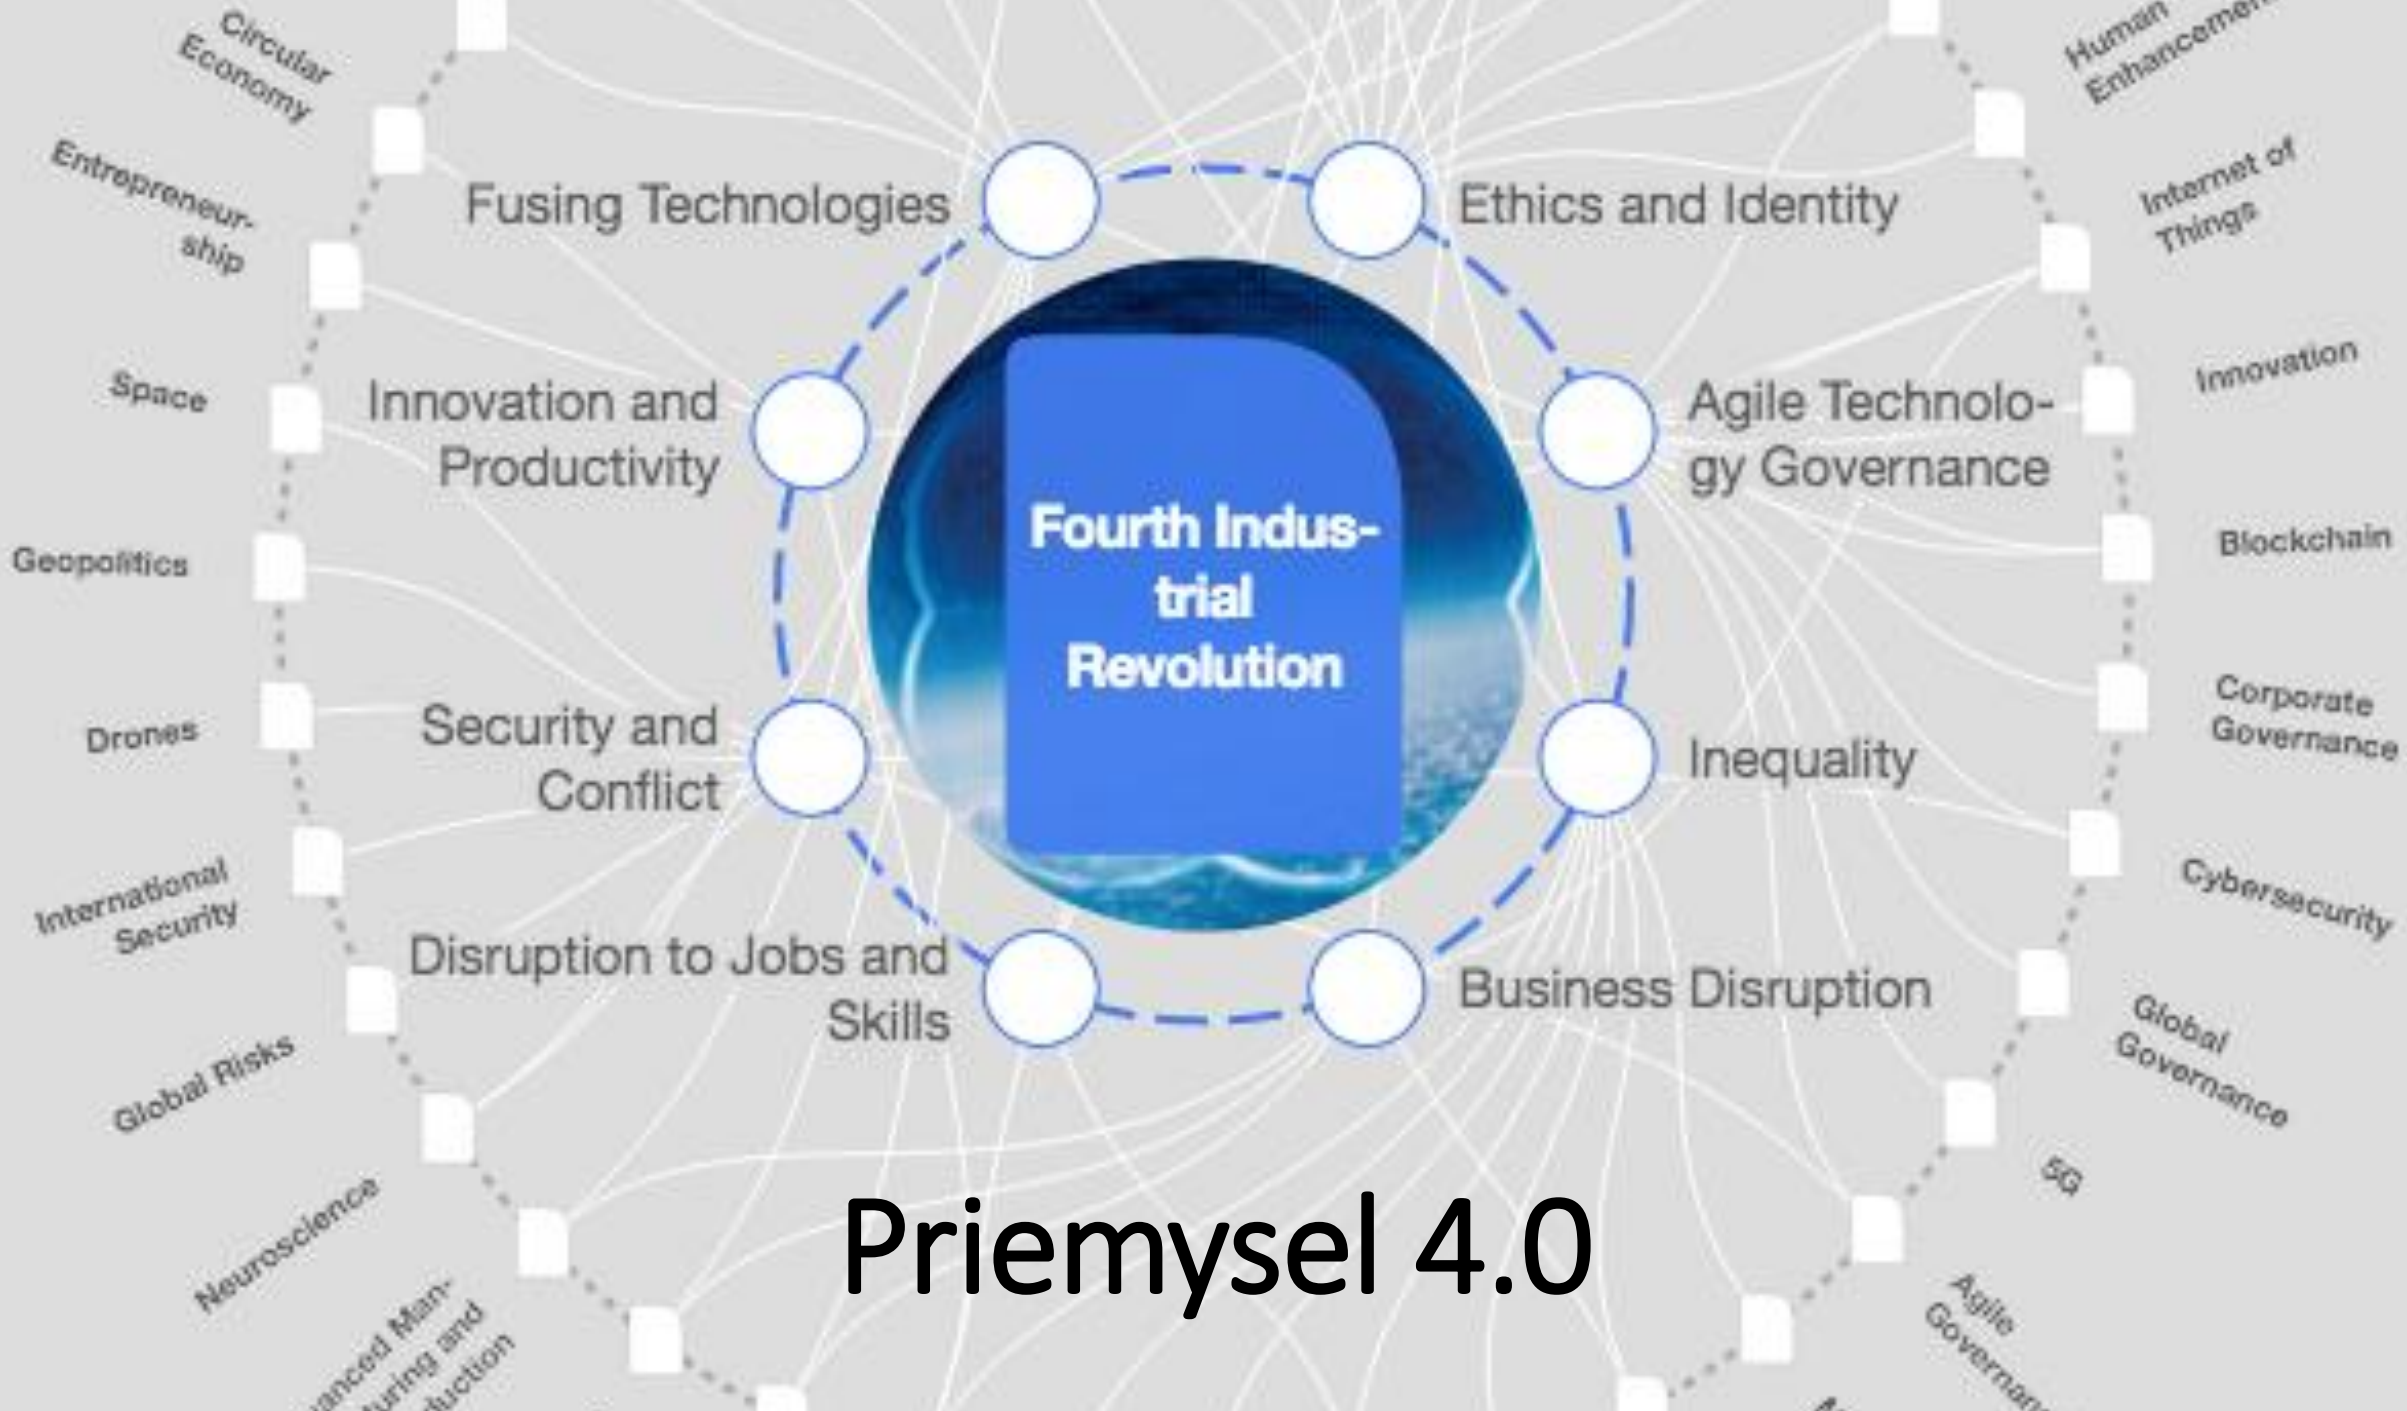 Circular
Economy
Entrepreneur-
ship
Space
Geopolitics
Drones
International
Security
Global Risks
Neuroscience
Fusing Technologies
Innovation and
Productivity
Security and
Conflict
Disruption to Jobs and
Skills
Fourth Indus-
trial
Revolution
Ethics and Identity
Agile Technolo-
gy Governance
Inequality
Business Disruption
Human
Internet of
Things
Innovation
Blockchain
Corporate
Governance
Cybersecurity
Global
Governance
5G
Agile
Priemysel 4.0